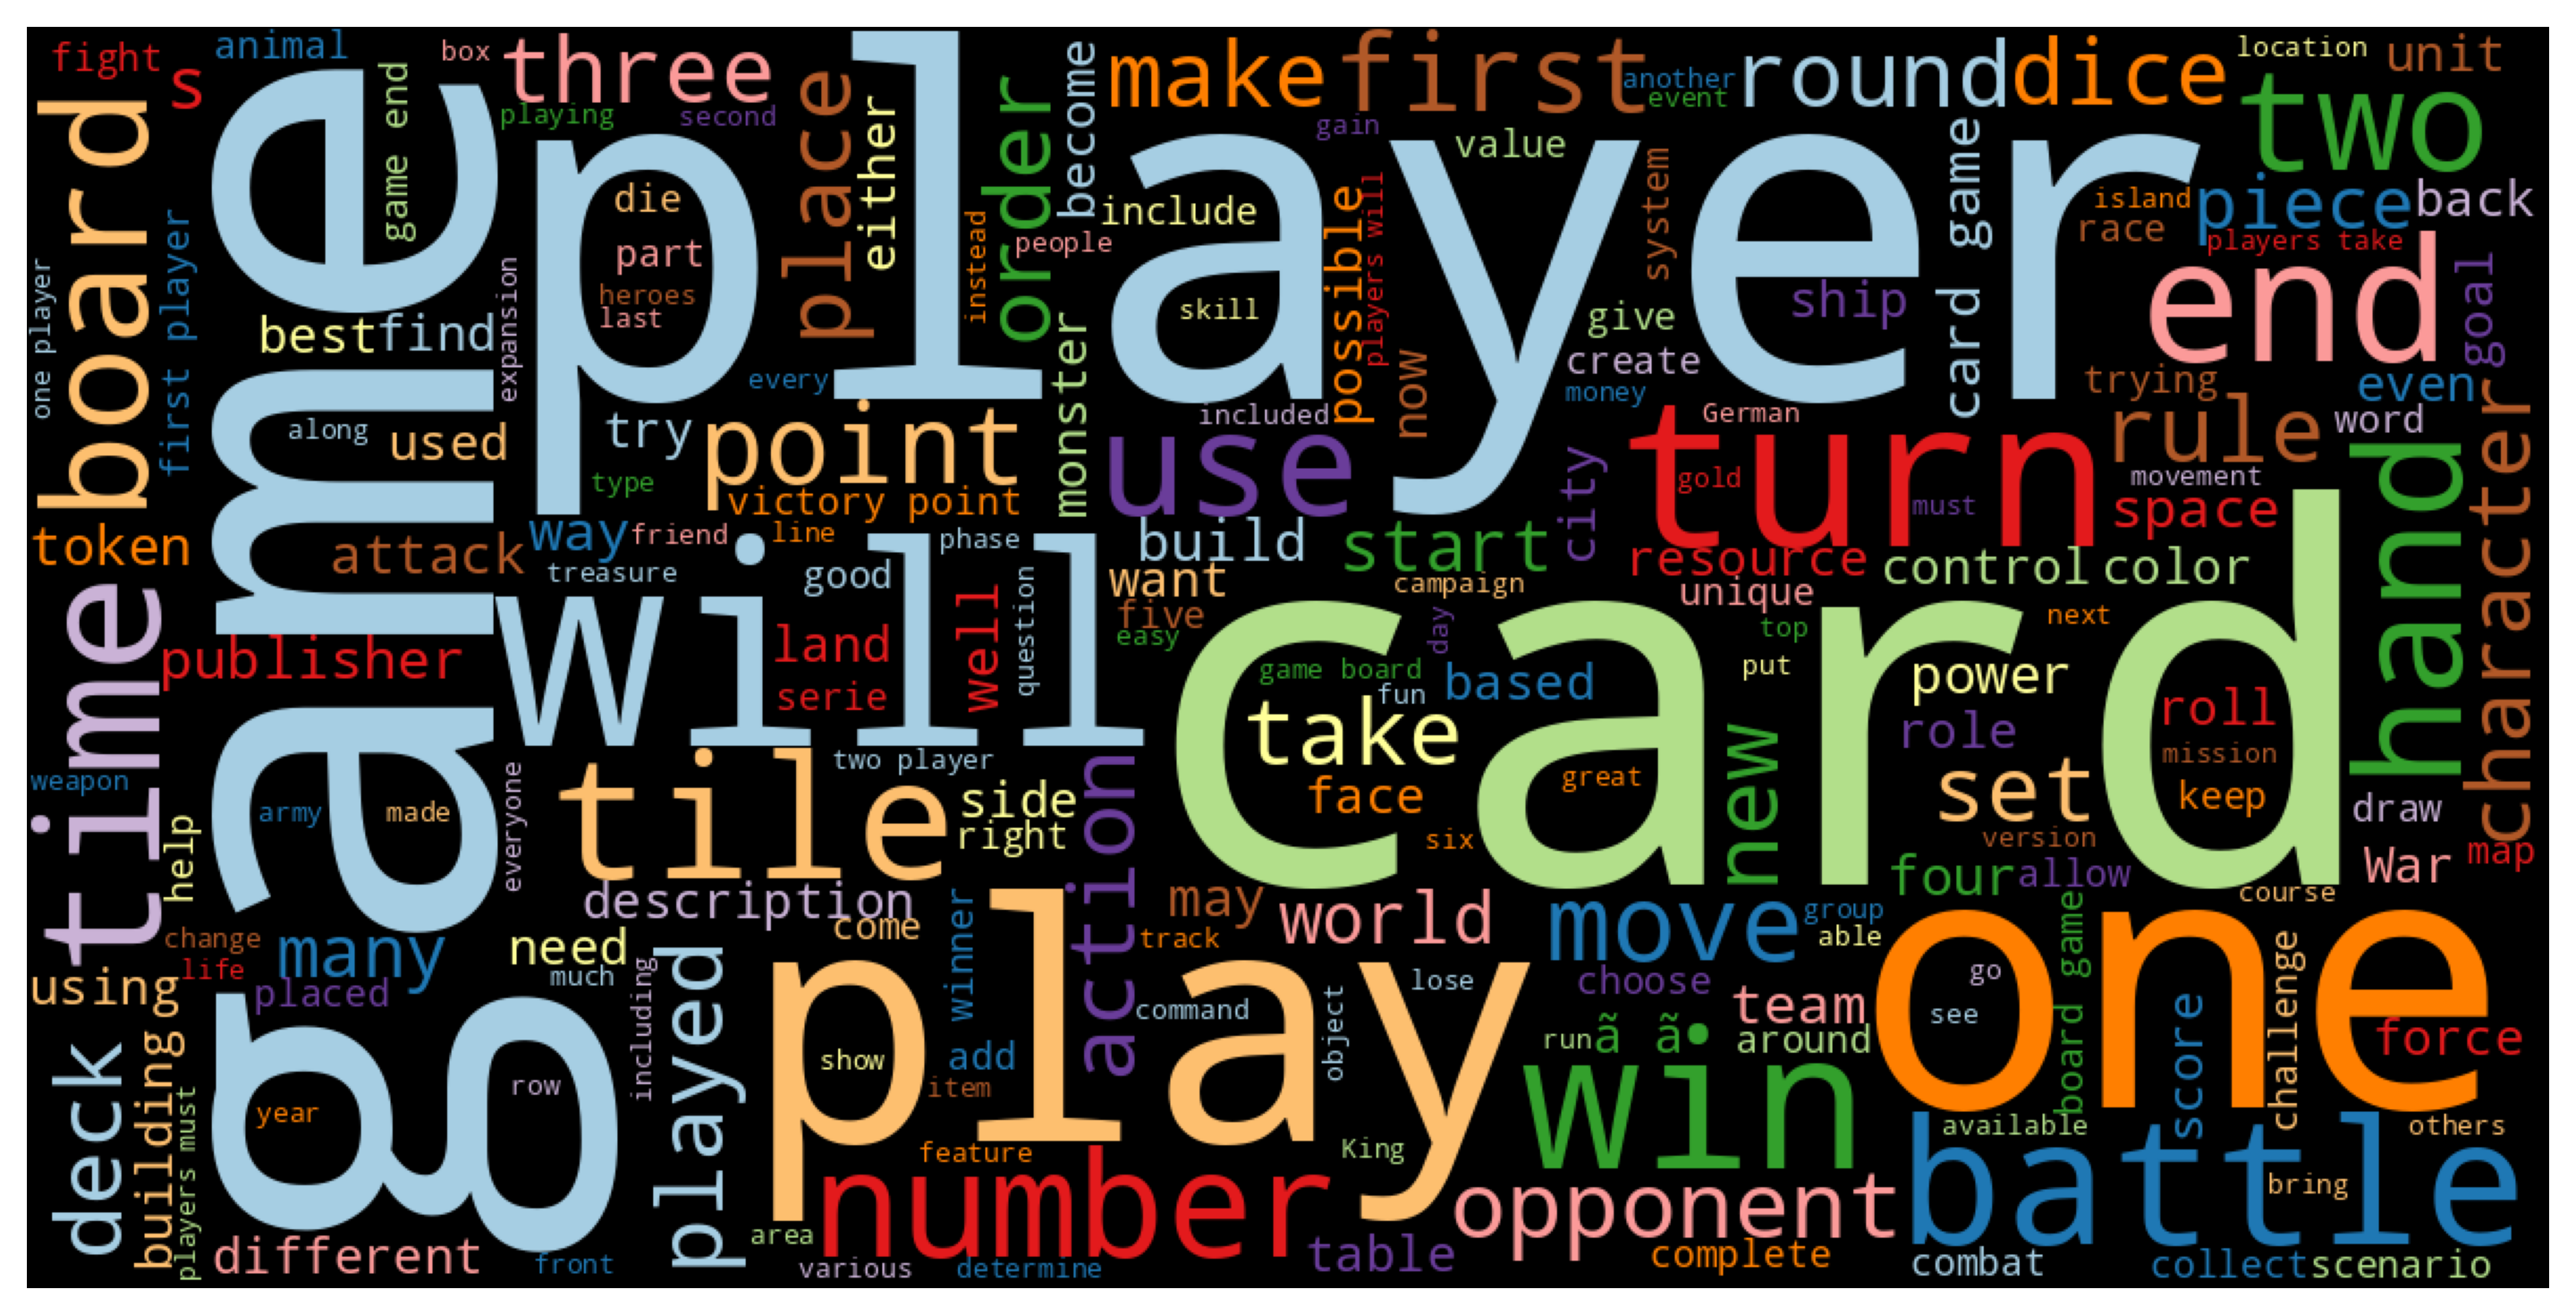 fight
animal
box
three
s
game end
playing
second
place
either
order
become
make
first
another
event
round
dice
location
unit
two
board
game
player
gain
value
system
card game
island
race
piece
back
players take
die
part
heroes
last
include
people
instead
possible
players will
skill
give
ship
create
money
end
goal
one player
first player
best
find
expansion
every
monster
now
trying
even
along
used
try
point
type
victory point
included
use
German
turn
gold
must
rule
word
movement
space
hand
character
token
attack
way
friend
line
phase
treasure
good
will
build
start
city
resource
control
color
want
campaign
unique
five
easy
day
top
next
time
publisher
land
serie
well
question
card
game board
fun
based
put
power
take
role
roll
mission
weapon
army
made
help
everyone
tile
two player
side
right
action
face
great
six
new
set
keep
version
draw
War
map
description
come
winner
may
track
world
move
group
able
four
allow
course
change
life
many
need
much
using
placed
including
played
play
command
object
lose
choose
team
run
ã ã•
around
one
go
see
board game
score
challenge
force
deck
building
players must
year
row
show
add
item
feature
King
win
available
others
battle
bring
number
opponent
different
front
area
various
determine
table
complete
combat
collect
scenario